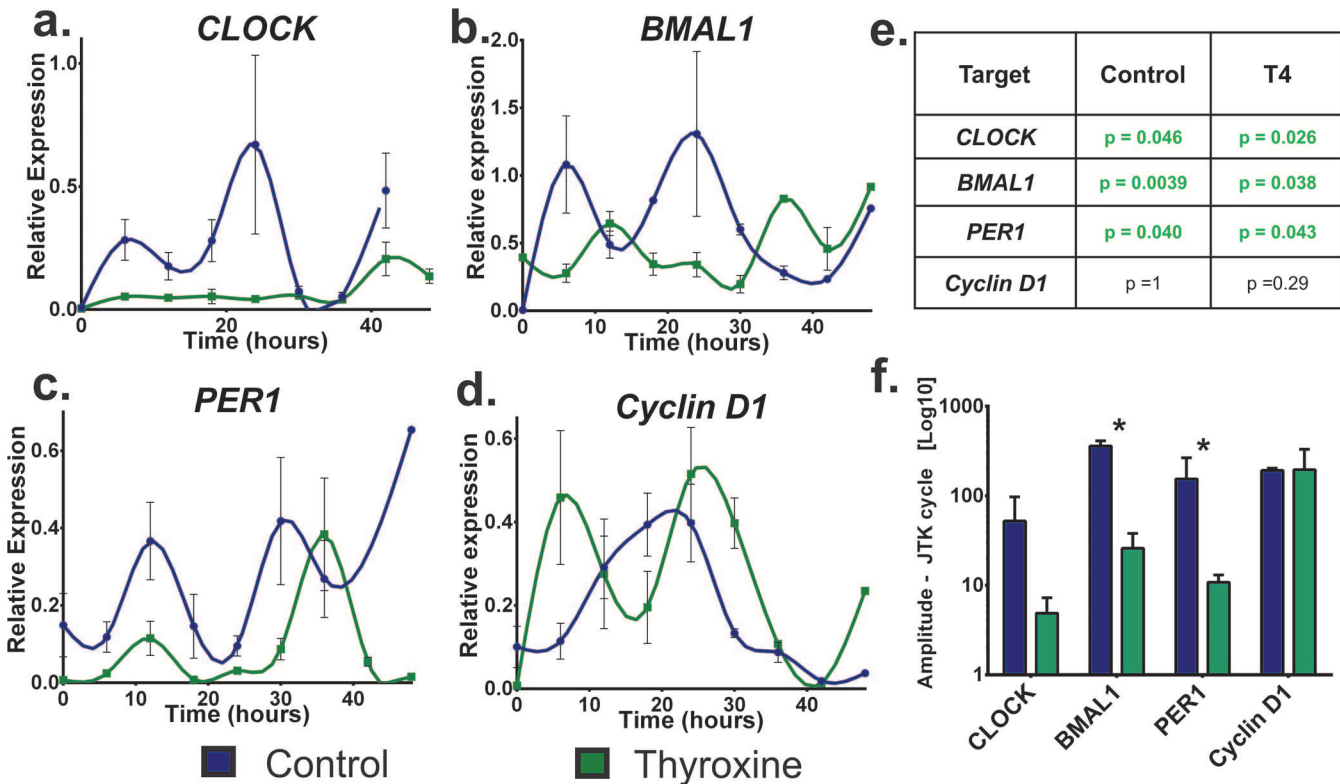 a.
CLOCK
Relative Expression
1.0
0.5
0.0
0
20
40
Time (hours)
b.
BMAL1
Relative expression
2.0
1.5
1.0
0.5
0.0
0
10
20
30
40
Time (hours)
e.
Target Control T4
CLOCK p = 0.046 p = 0.026
BMAL1 p = 0.0039 p = 0.038
PER1 p = 0.040 p = 0.043
Cyclin D1 p =1 p =0.29
c.
PER1
Relative Expression
0.6
0.4
0.2
0.0
0
20
40
Time (hours)
d.
Cyclin D1
Relative expression
0.6
0.4
0.2
0.0
0
20
40
Time (hours)
f.
Amplitude - JTK cycle [Log10]
1000
100
10
1
*
*
CLOCK
BMAL1
PER1
Cyclin D1
Control
Thyroxine